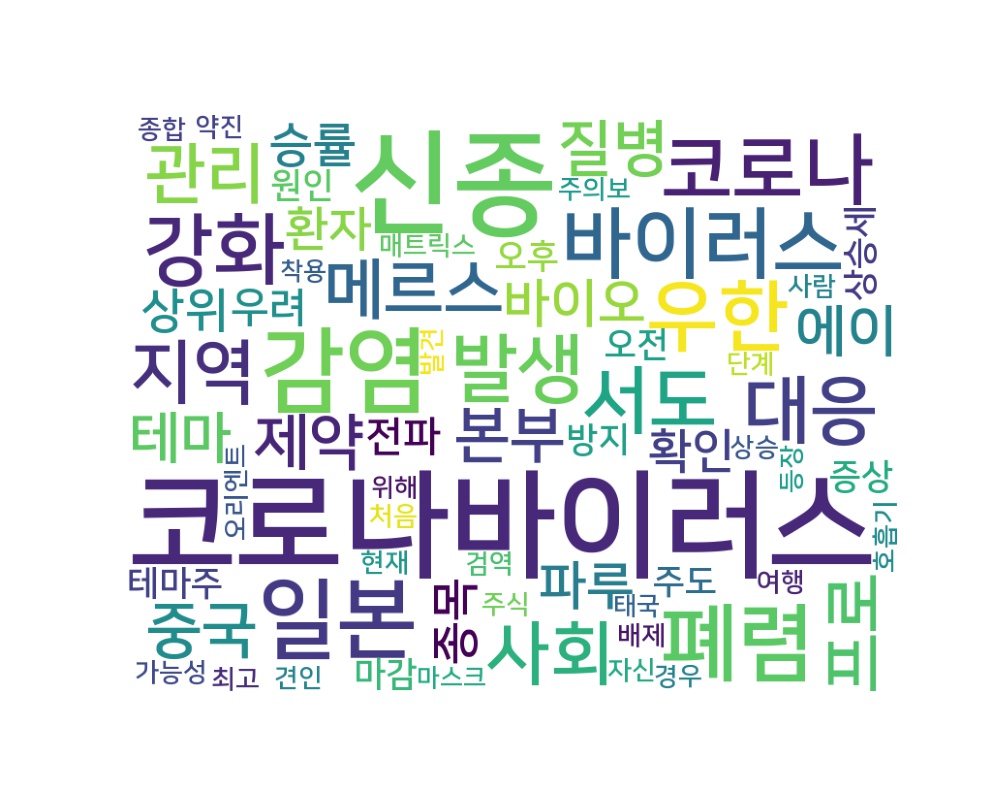 종합
약진
승률
신종
질병
코로나
관리
원인
주의보
강화
환자
매트릭스
오후
바이러스
상승세
착용
메르스
바이오
우한
사람
상위
우려
에이
지역
감염
발견
발생
오전
단계
서도
대응
테마
제약
전파
본부
방지
확인
상승
오리엔트
등장
증상
코로나바이러스
위해
처음
호흡기
현재
검역
테마주
파루
주도
여행
중국
일본
종목
주식
태국
사회
배제
폐렴
피로
가능성
최고
견인
마감
마스크
자신
경우